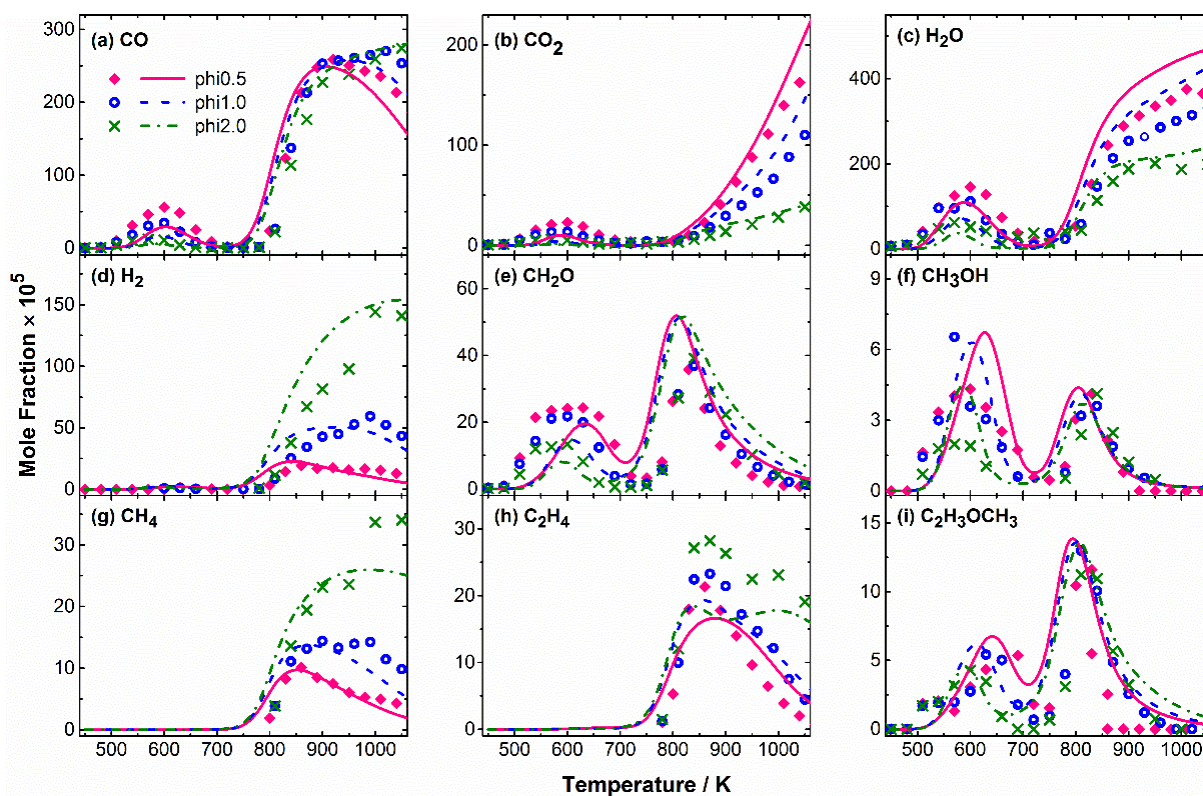 300
(a) CO
phi0.5
200
phi1.0
phi2.0
100
0
(b) CO2
200
100
0
(c) H2O
400
200
0
(d) H2
150
100
50
0
(e) CH2O
60
40
20
0
(f) CH3OH
9
6
3
0
(g) CH4
30
20
10
0
500 600 700 800 900 1000
(h) C2H4
30
20
10
0
500 600 700 800 900 1000
(i) C2H3OCH3
15
10
5
0
500 600 700 800 900 1000
Mole Fraction × 10^5
Temperature / K